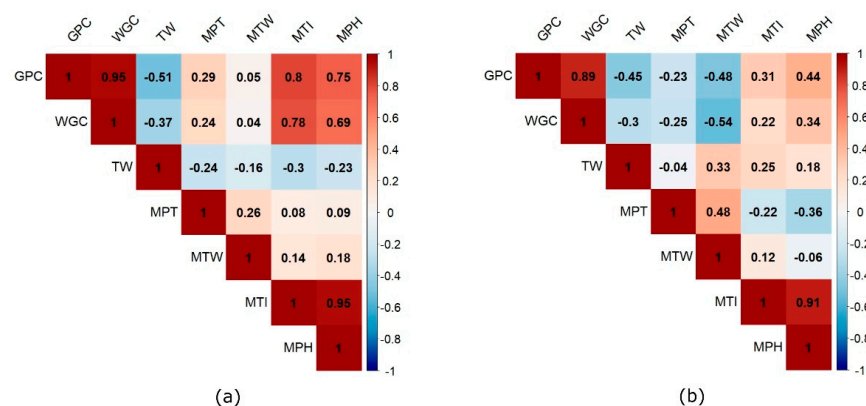 GPC WGC TW MPT MTW MTI MPH
GPC 1 0.95 -0.51 0.29 0.05 0.8 0.75
WGC 1 -0.37 0.24 0.04 0.78 0.69
TW 1 -0.24 -0.16 -0.3 -0.23
MPT 1 0.26 0.08 0.09
MTW 1 0.14 0.18
MTI 1 0.95
MPH 1
1
0.8
0.6
0.4
0.2
0
-0.2
-0.4
-0.6
-0.8
-1
(a)
GPC WGC TW MPT MTW MTI MPH
GPC 1 0.89 -0.45 -0.23 -0.48 0.31 0.44
WGC 1 -0.3 -0.25 -0.54 0.22 0.34
TW 1 -0.04 0.33 0.25 0.18
MPT 1 0.48 -0.22 -0.36
MTW 1 0.12 -0.06
MTI 1 0.91
MPH 1
1
0.8
0.6
0.4
0.2
0
-0.2
-0.4
-0.6
-0.8
-1
(b)